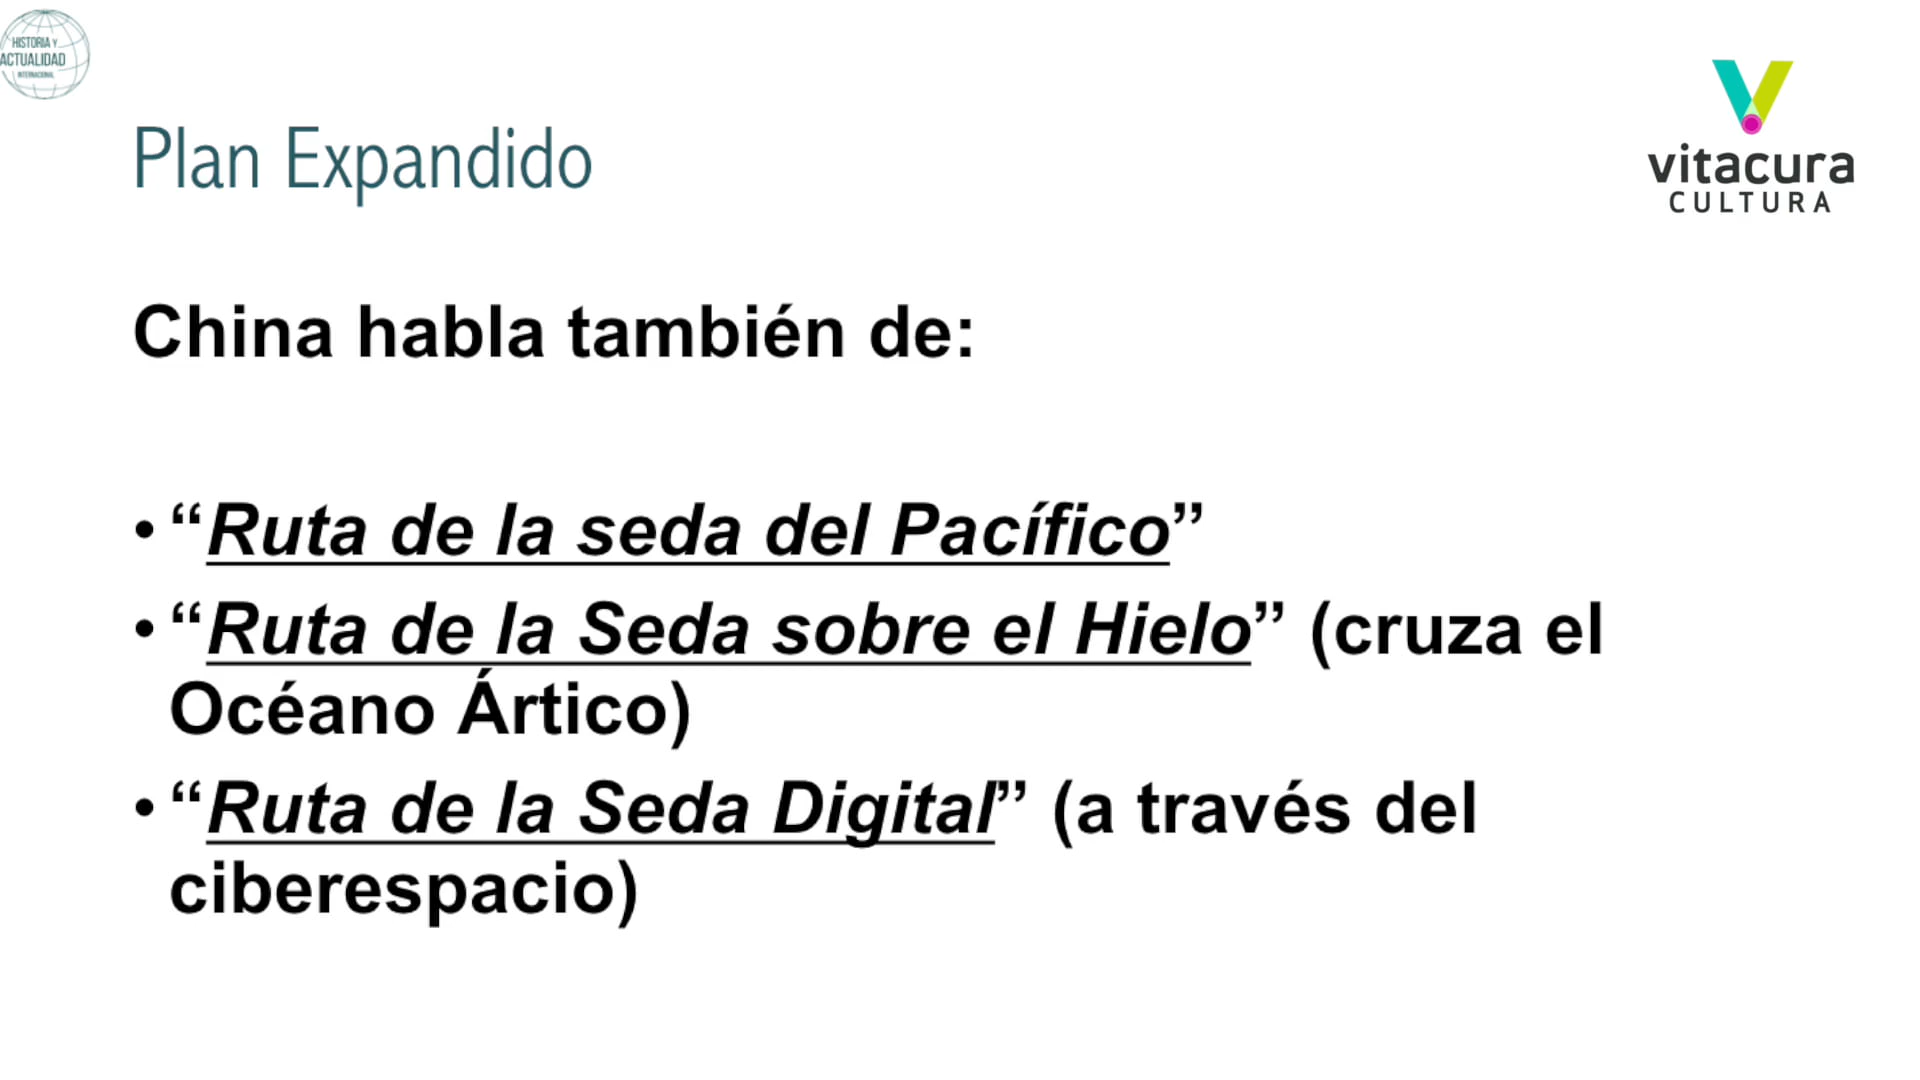 HISTORIA Y
ACTUALIDAD
INTERNACIONAL
vitacura
CULTURA
Plan Expandido
China habla también de:
• “Ruta de la seda del Pacífico”
• “Ruta de la Seda sobre el Hielo” (cruza el
Océano Ártico)
• “Ruta de la Seda Digital” (a través del
ciberespacio)